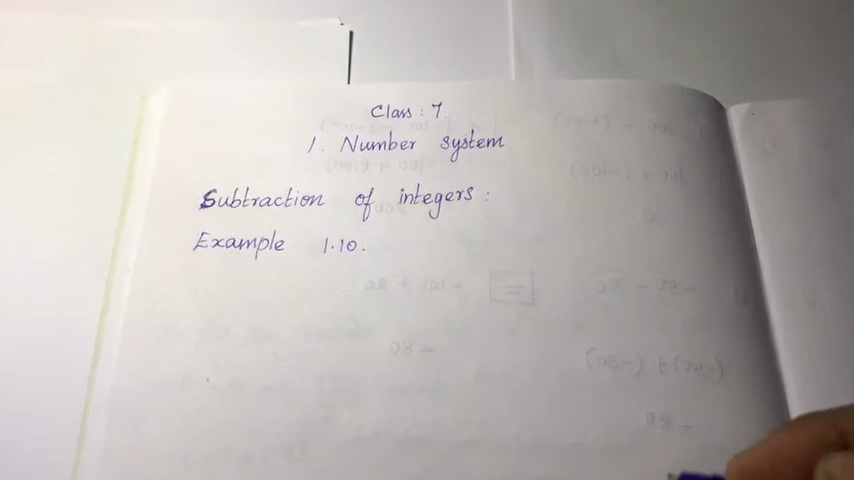 Class : 7.
1. Number system
Subtraction of integers :
Example 1.10.